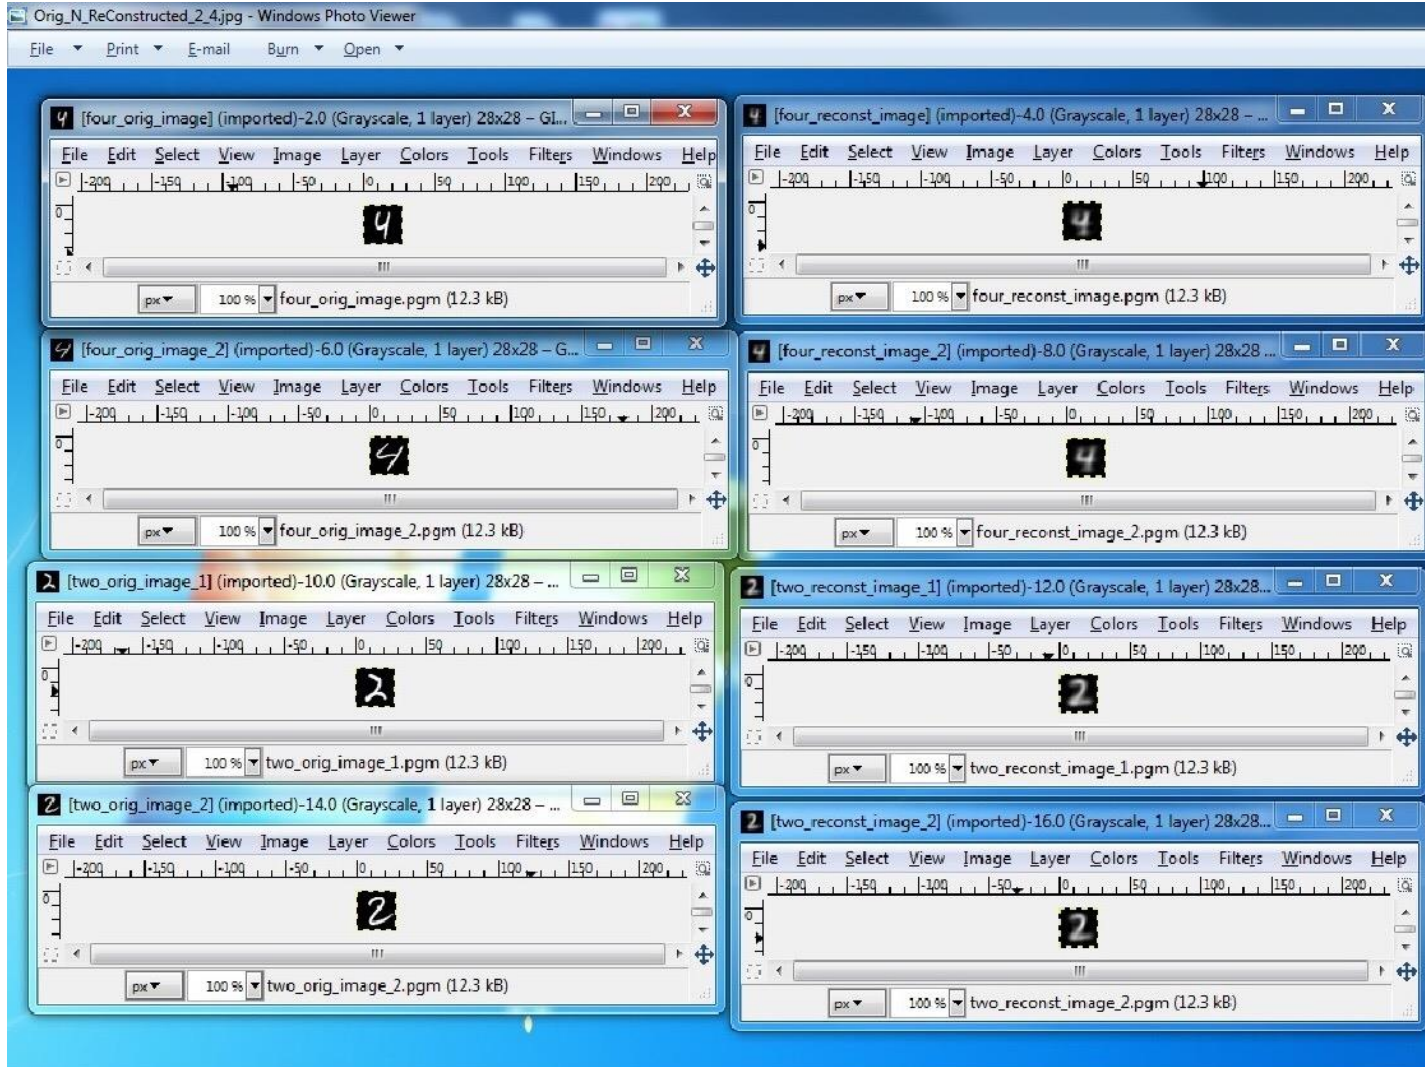 Orig_N_ReConstructed_2_4.jpg - Windows Photo Viewer
File Print E-mail Burn Open
[four_orig_image] (imported)-2.0 (Grayscale, 1 layer) 28x28 – GI...
File Edit Select View Image Layer Colors Tools Filters Windows Help
-200 -150 -100 -50 0 50 100 150 200
0
4
px 100 % four_orig_image.pgm (12.3 kB)
[four_reconst_image] (imported)-4.0 (Grayscale, 1 layer) 28x28 – ...
File Edit Select View Image Layer Colors Tools Filters Windows Help
-200 -150 -100 -50 0 50 100 150 200
0
4
px 100 % four_reconst_image.pgm (12.3 kB)
[four_orig_image_2] (imported)-6.0 (Grayscale, 1 layer) 28x28 – G...
File Edit Select View Image Layer Colors Tools Filters Windows Help
-200 -150 -100 -50 0 50 100 150 200
0
4
px 100 % four_orig_image_2.pgm (12.3 kB)
[four_reconst_image_2] (imported)-8.0 (Grayscale, 1 layer) 28x28 ...
File Edit Select View Image Layer Colors Tools Filters Windows Help
-200 -150 -100 -50 0 50 100 150 200
0
4
px 100 % four_reconst_image_2.pgm (12.3 kB)
[two_orig_image_1] (imported)-10.0 (Grayscale, 1 layer) 28x28 – ...
File Edit Select View Image Layer Colors Tools Filters Windows Help
-200 -150 -100 -50 0 50 100 150 200
0
2
px 100 % two_orig_image_1.pgm (12.3 kB)
[two_reconst_image_1] (imported)-12.0 (Grayscale, 1 layer) 28x28...
File Edit Select View Image Layer Colors Tools Filters Windows Help
-200 -150 -100 -50 0 50 100 150 200
0
2
px 100 % two_reconst_image_1.pgm (12.3 kB)
[two_orig_image_2] (imported)-14.0 (Grayscale, 1 layer) 28x28 – ...
File Edit Select View Image Layer Colors Tools Filters Windows Help
-200 -150 -100 -50 0 50 100 150 200
0
2
px 100 % two_orig_image_2.pgm (12.3 kB)
[two_reconst_image_2] (imported)-16.0 (Grayscale, 1 layer) 28x28...
File Edit Select View Image Layer Colors Tools Filters Windows Help
-200 -150 -100 -50 0 50 100 150 200
0
2
px 100 % two_reconst_image_2.pgm (12.3 kB)